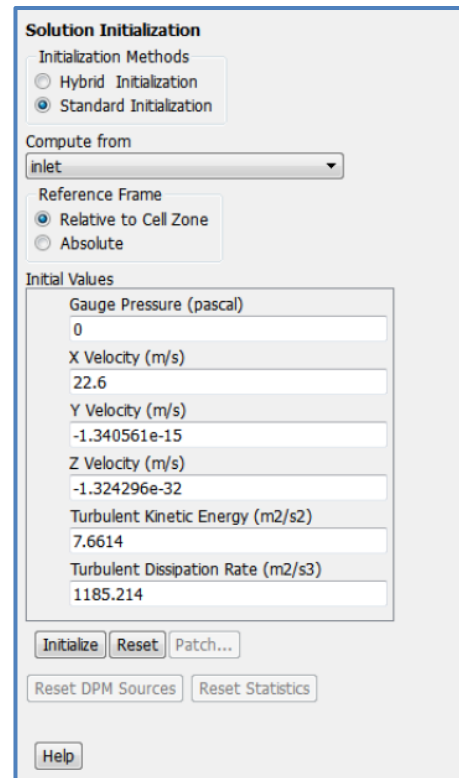 Solution Initialization
Initialization Methods
Hybrid Initialization
Standard Initialization
Compute from
inlet
Reference Frame
Relative to Cell Zone
Absolute
Initial Values
Gauge Pressure (pascal)
0
X Velocity (m/s)
22.6
Y Velocity (m/s)
-1.340561e-15
Z Velocity (m/s)
-1.324296e-32
Turbulent Kinetic Energy (m2/s2)
7.6614
Turbulent Dissipation Rate (m2/s3)
1185.214
Initialize Reset Patch...
Reset DPM Sources Reset Statistics
Help